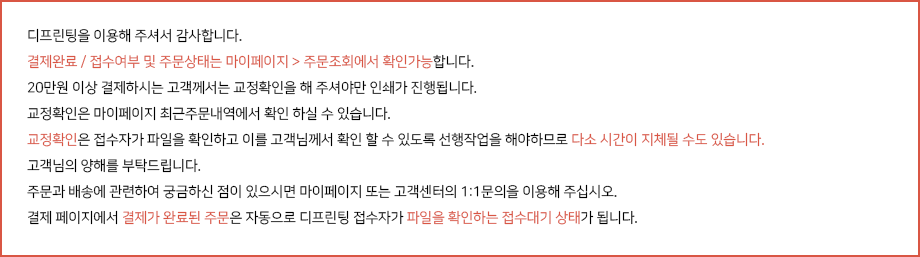 디프린팅을 이용해 주셔서 감사합니다.
결제완료 / 접수여부 및 주문상태는 마이페이지 > 주문조회에서 확인가능합니다.
20만원 이상 결제하시는 고객께서는 교정확인을 해 주셔야만 인쇄가 진행됩니다.
교정확인은 마이페이지 최근주문내역에서 확인 하실 수 있습니다.
교정확인은 접수자가 파일을 확인하고 이를 고객님께서 확인 할 수 있도록 선행작업을 해야하므로 다소 시간이 지체될 수도 있습니다.
고객님의 양해를 부탁드립니다.
주문과 배송에 관련하여 궁금하신 점이 있으시면 마이페이지 또는 고객센터의 1:1문의을 이용해 주십시오.
결제 페이지에서 결제가 완료된 주문은 자동으로 디프린팅 접수자가 파일을 확인하는 접수대기 상태가 됩니다.